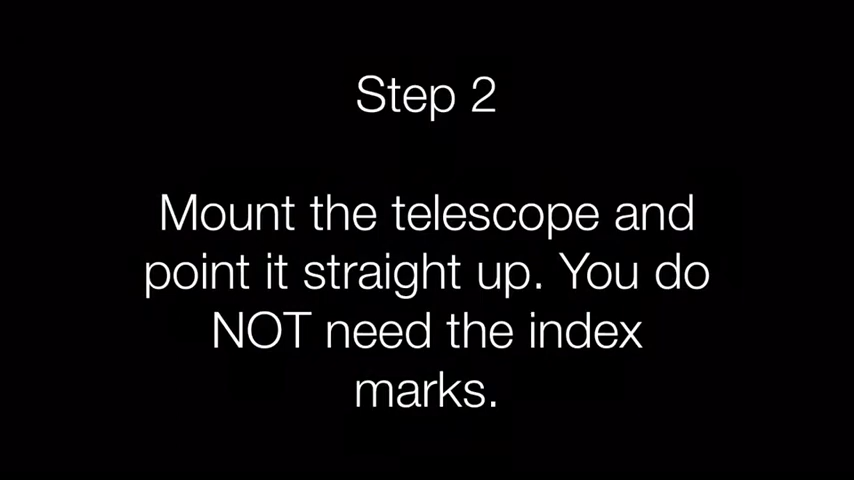 Step 2
Mount the telescope and
point it straight up. You do
NOT need the index
marks.